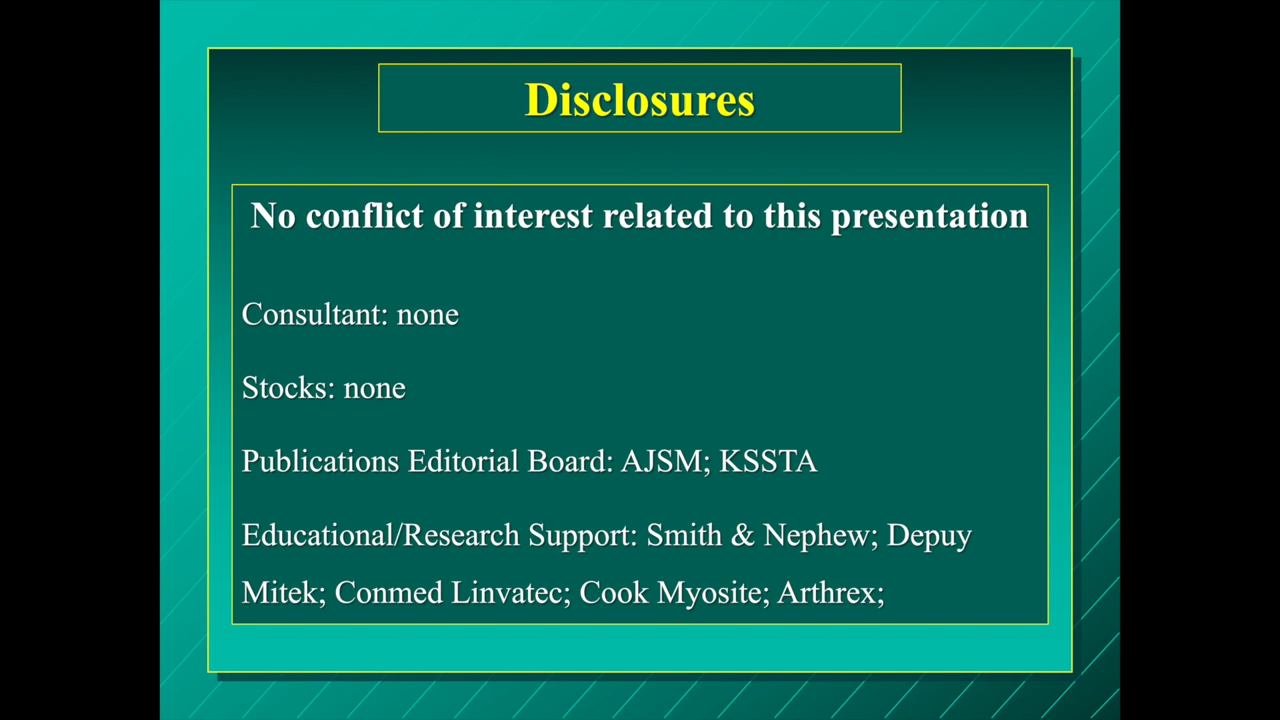 Disclosures
No conflict of interest related to this presentation
Consultant: none
Stocks: none
Publications Editorial Board: AJSM; KSSTA
Educational/Research Support: Smith & Nephew; Depuy
Mitek; Conmed Linvatec; Cook Myosite; Arthrex;